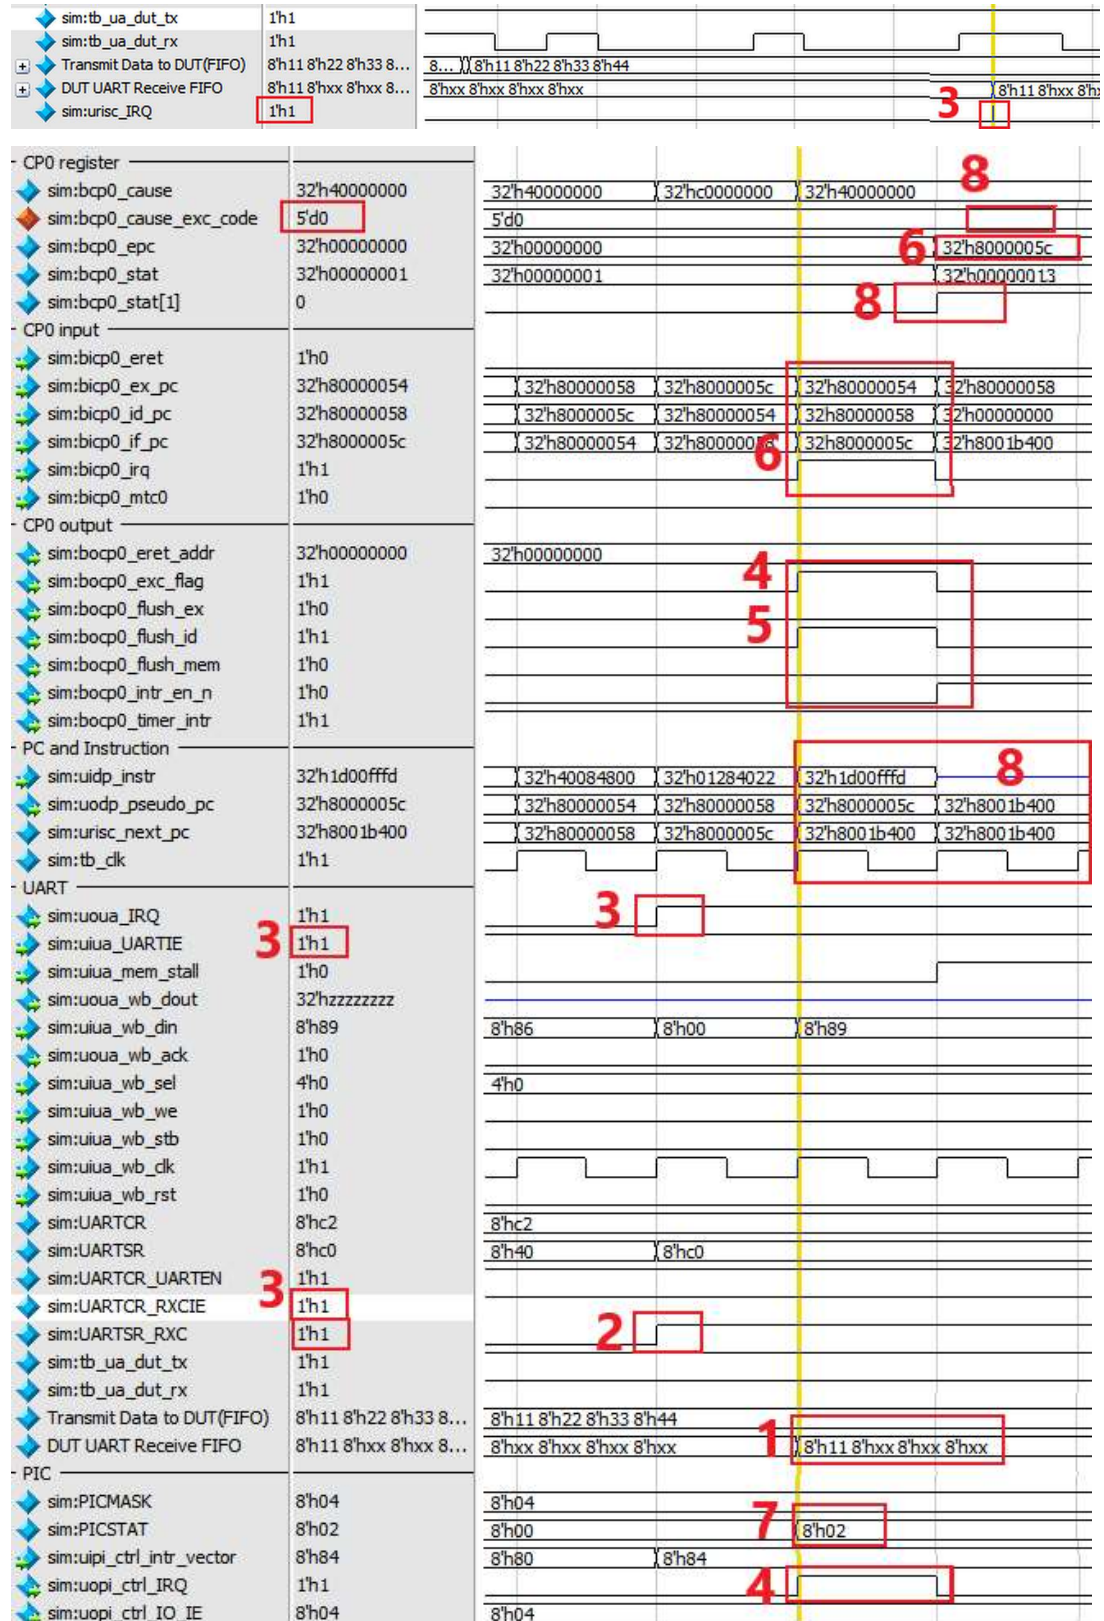 sim:tb_ua_dut_tx 1'h1
sim:tb_ua_dut_rx 1'h1
Transmit Data to DUT(FIFO) 8'h11 8'h22 8'h33 8... 8... 8'h11 8'h22 8'h33 8'h44
DUT UART Receive FIFO 8'h11 8'hxx 8'hxx 8... 8'hxx 8'hxx 8'hxx 8'hxx 8'h11 8'hxx 8'hx
sim:urisc_IRQ 1'h1 3
CP0 register 8
sim:bcp0_cause 32'h40000000 32'h40000000 32'hc0000000 32'h40000000
sim:bcp0_cause_exc_code 5'd0 5'd0
sim:bcp0_epc 32'h00000000 32'h00000000 6 32'h8000005c
sim:bcp0_stat 32'h00000001 32'h00000001 32'h00000013
sim:bcp0_stat[1] 0 8
CP0 input
sim:bicp0_eret 1'h0
sim:bicp0_ex_pc 32'h80000054 32'h80000058 32'h8000005c 32'h80000054 32'h80000058
sim:bicp0_id_pc 32'h80000058 32'h8000005c 32'h80000054 32'h80000058 32'h00000000
sim:bicp0_if_pc 32'h8000005c 32'h80000054 32'h80000058 32'h8000005c 32'h8001b400
sim:bicp0_irq 1'h1 6
sim:bicp0_mtc0 1'h0
CP0 output
sim:bocp0_eret_addr 32'h00000000 32'h00000000
sim:bocp0_exc_flag 1'h1 4
sim:bocp0_flush_ex 1'h0
sim:bocp0_flush_id 1'h1 5
sim:bocp0_flush_mem 1'h0
sim:bocp0_intr_en_n 1'h0
sim:bocp0_timer_intr 1'h1
PC and Instruction
sim:uidp_instr 32'h1d00fffd 32'h40084800 32'h01284022 32'h1d00fffd 8
sim:uodp_pseudo_pc 32'h8000005c 32'h80000054 32'h80000058 32'h8000005c 32'h8001b400
sim:urisc_next_pc 32'h8001b400 32'h80000058 32'h8000005c 32'h8001b400 32'h8001b400
sim:tb_clk 1'h1
UART
sim:uoua_IRQ 1'h1 3
sim:uiua_UARTIE 3 1'h1
sim:uiua_mem_stall 1'h0
sim:uoua_wb_dout 32'hzzzzzzzz
sim:uiua_wb_din 8'h89 8'h86 8'h00 8'h89
sim:uoua_wb_ack 1'h0
sim:uiua_wb_sel 4'h0 4'h0
sim:uiua_wb_we 1'h0
sim:uiua_wb_stb 1'h0
sim:uiua_wb_clk 1'h1
sim:uiua_wb_rst 1'h0
sim:UARTCR 8'hc2 8'hc2
sim:UARTSR 8'hc0 8'h40 8'hc0
sim:UARTCR_UARTEN 1'h1
sim:UARTCR_RXCIE 3 1'h1
sim:UARTSR_RXC 1'h1 2
sim:tb_ua_dut_tx 1'h1
sim:tb_ua_dut_rx 1'h1
Transmit Data to DUT(FIFO) 8'h11 8'h22 8'h33 8... 8'h11 8'h22 8'h33 8'h44
DUT UART Receive FIFO 8'h11 8'hxx 8'hxx 8... 8'hxx 8'hxx 8'hxx 8'hxx 1 8'h11 8'hxx 8'hxx 8'hxx
PIC
sim:PICMASK 8'h04 8'h04
sim:PICSTAT 8'h02 8'h00 7 8'h02
sim:uipi_ctrl_intr_vector 8'h84 8'h80 8'h84
sim:uopi_ctrl_IRQ 1'h1 4
sim:uopi_ctrl_IO_IE 8'h04 8'h04